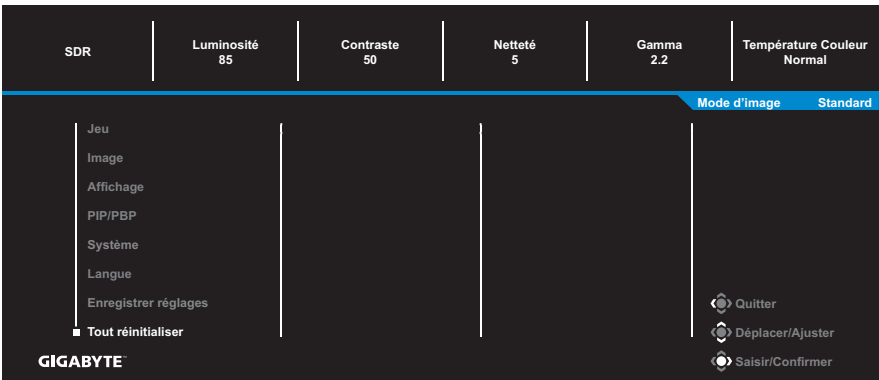 SDR
Luminosité
85
Contraste
50
Netteté
5
Gamma
2.2
Température Couleur
Normal
Mode d'image Standard
Jeu
Image
Affichage
PIP/PBP
Système
Langue
Enregistrer réglages
Tout réinitialiser
Quitter
Déplacer/Ajuster
Saisir/Confirmer
GIGABYTE™